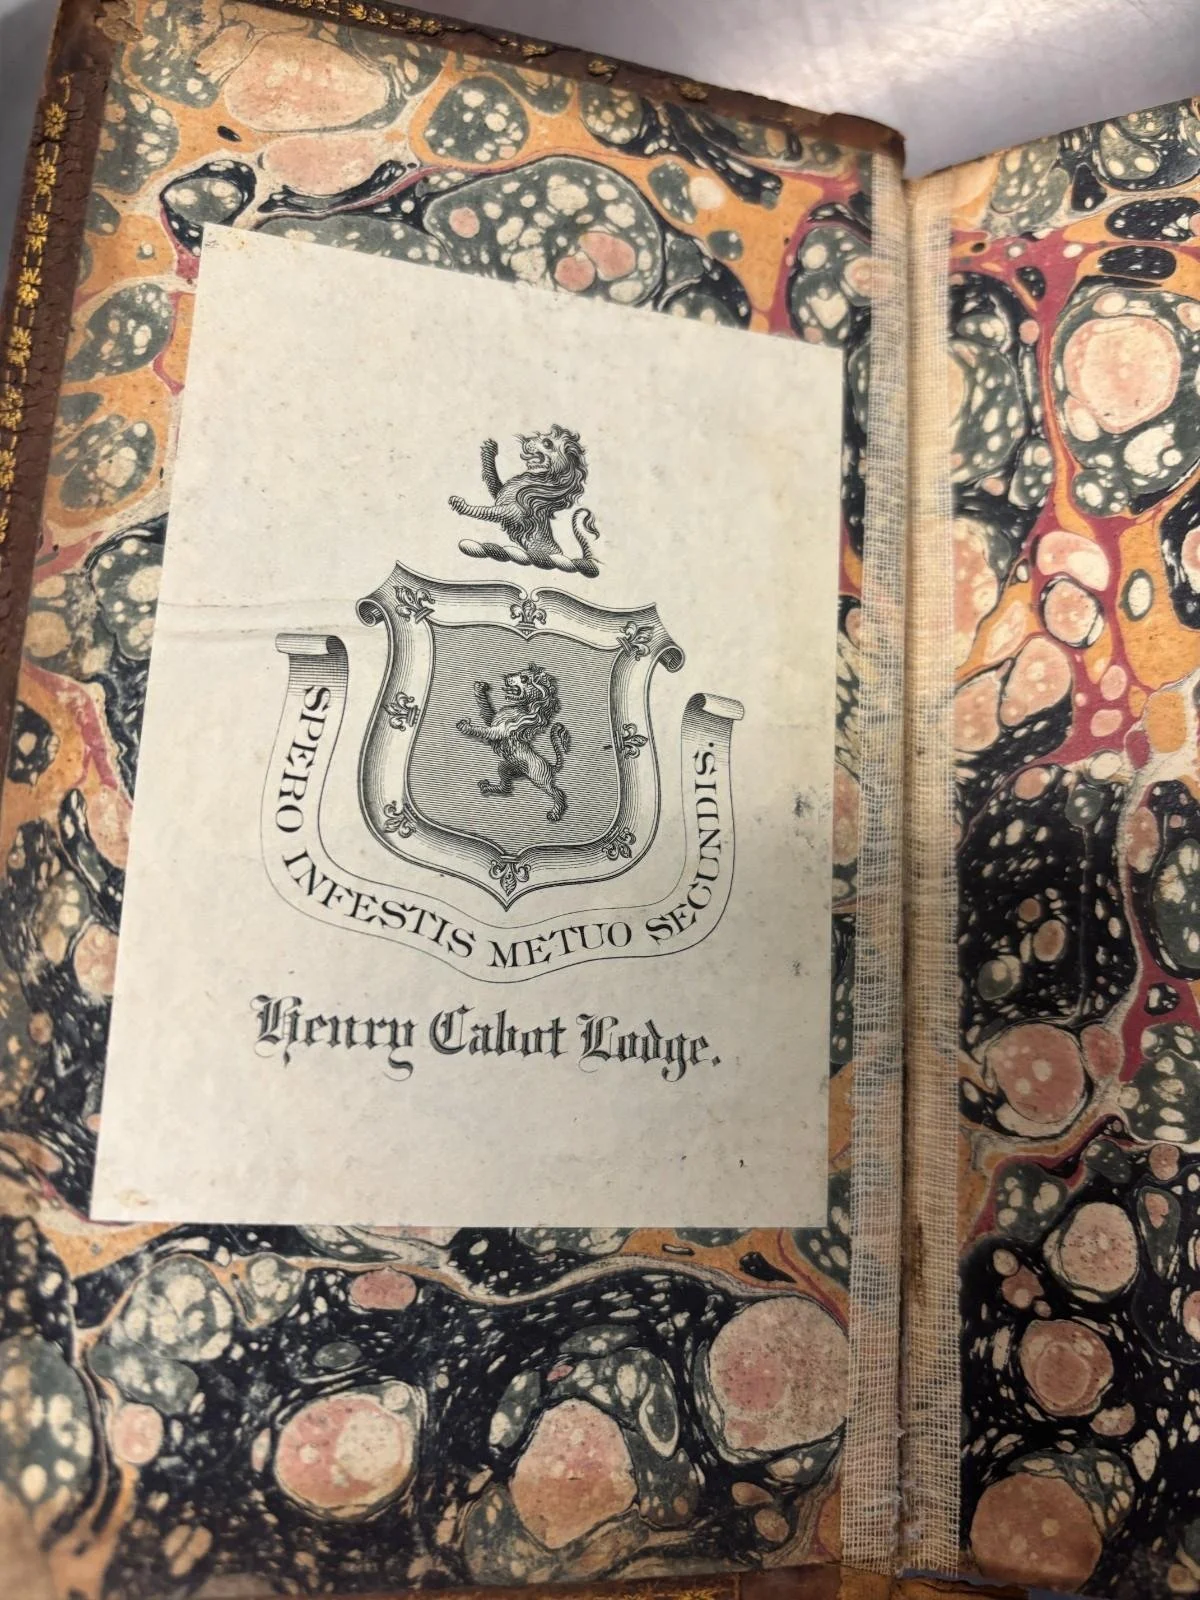 SPERO INFESTIS METUO SECUNDIS.
Henry Cabot Lodge.